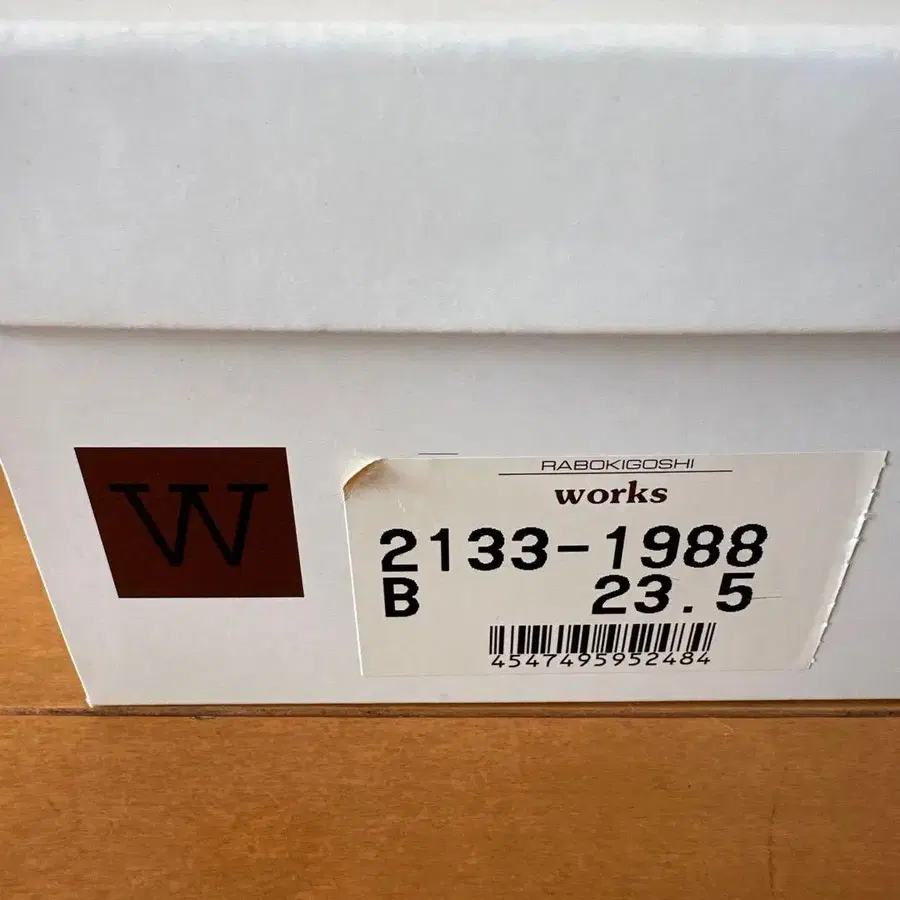 W
RABOKIGOSHI
works
2133-1988
B 23.5
4547495952484